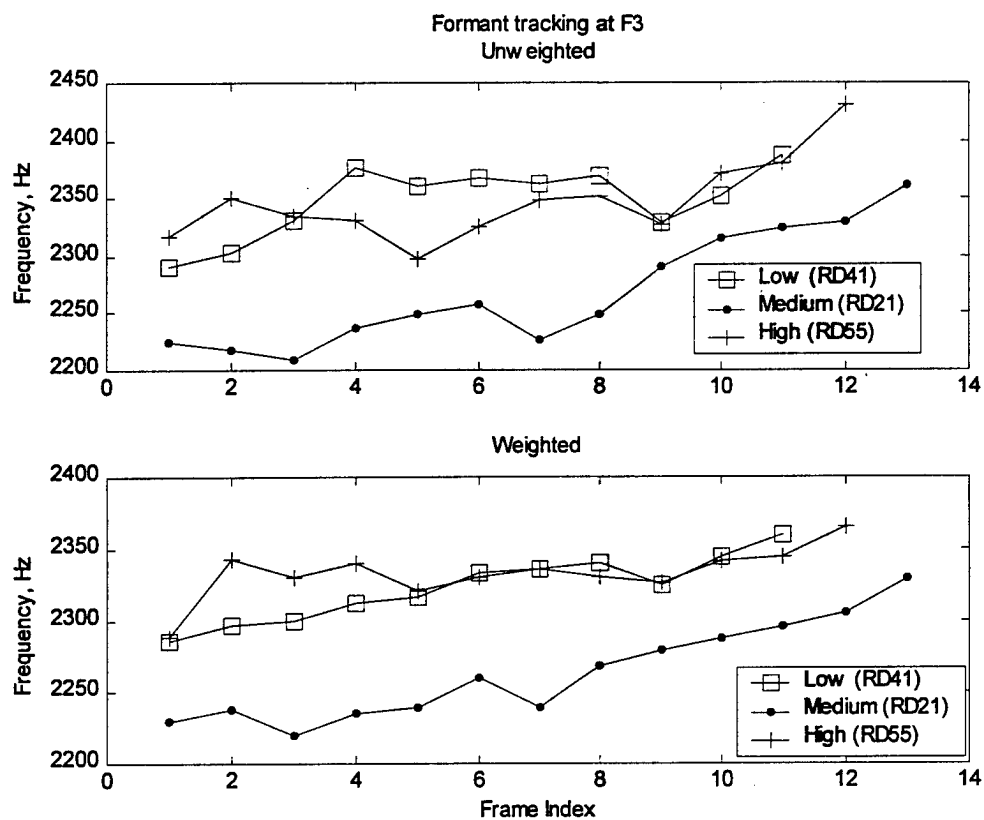 Formant tracking at F3
Unw eighted
Frequency, Hz
2450
2400
2350
2300
2250
2200
0 2 4 6 8 10 12 14
Low (RD41)
Medium (RD21)
High (RD55)
Weighted
Frequency, Hz
2400
2350
2300
2250
2200
0 2 4 6 8 10 12 14
Low (RD41)
Medium (RD21)
High (RD55)
Frame Index